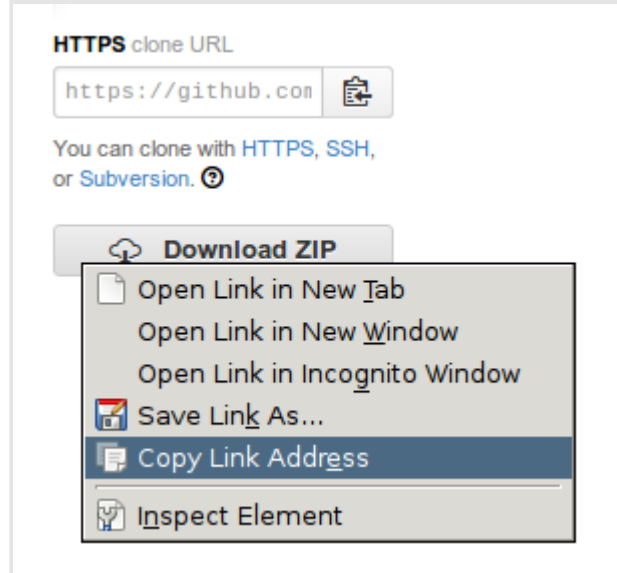 HTTPS clone URL
https://github.com
You can clone with HTTPS, SSH,
or Subversion.
Download ZIP
Open Link in New Tab
Open Link in New Window
Open Link in Incognito Window
Save Link As...
Copy Link Address
Inspect Element